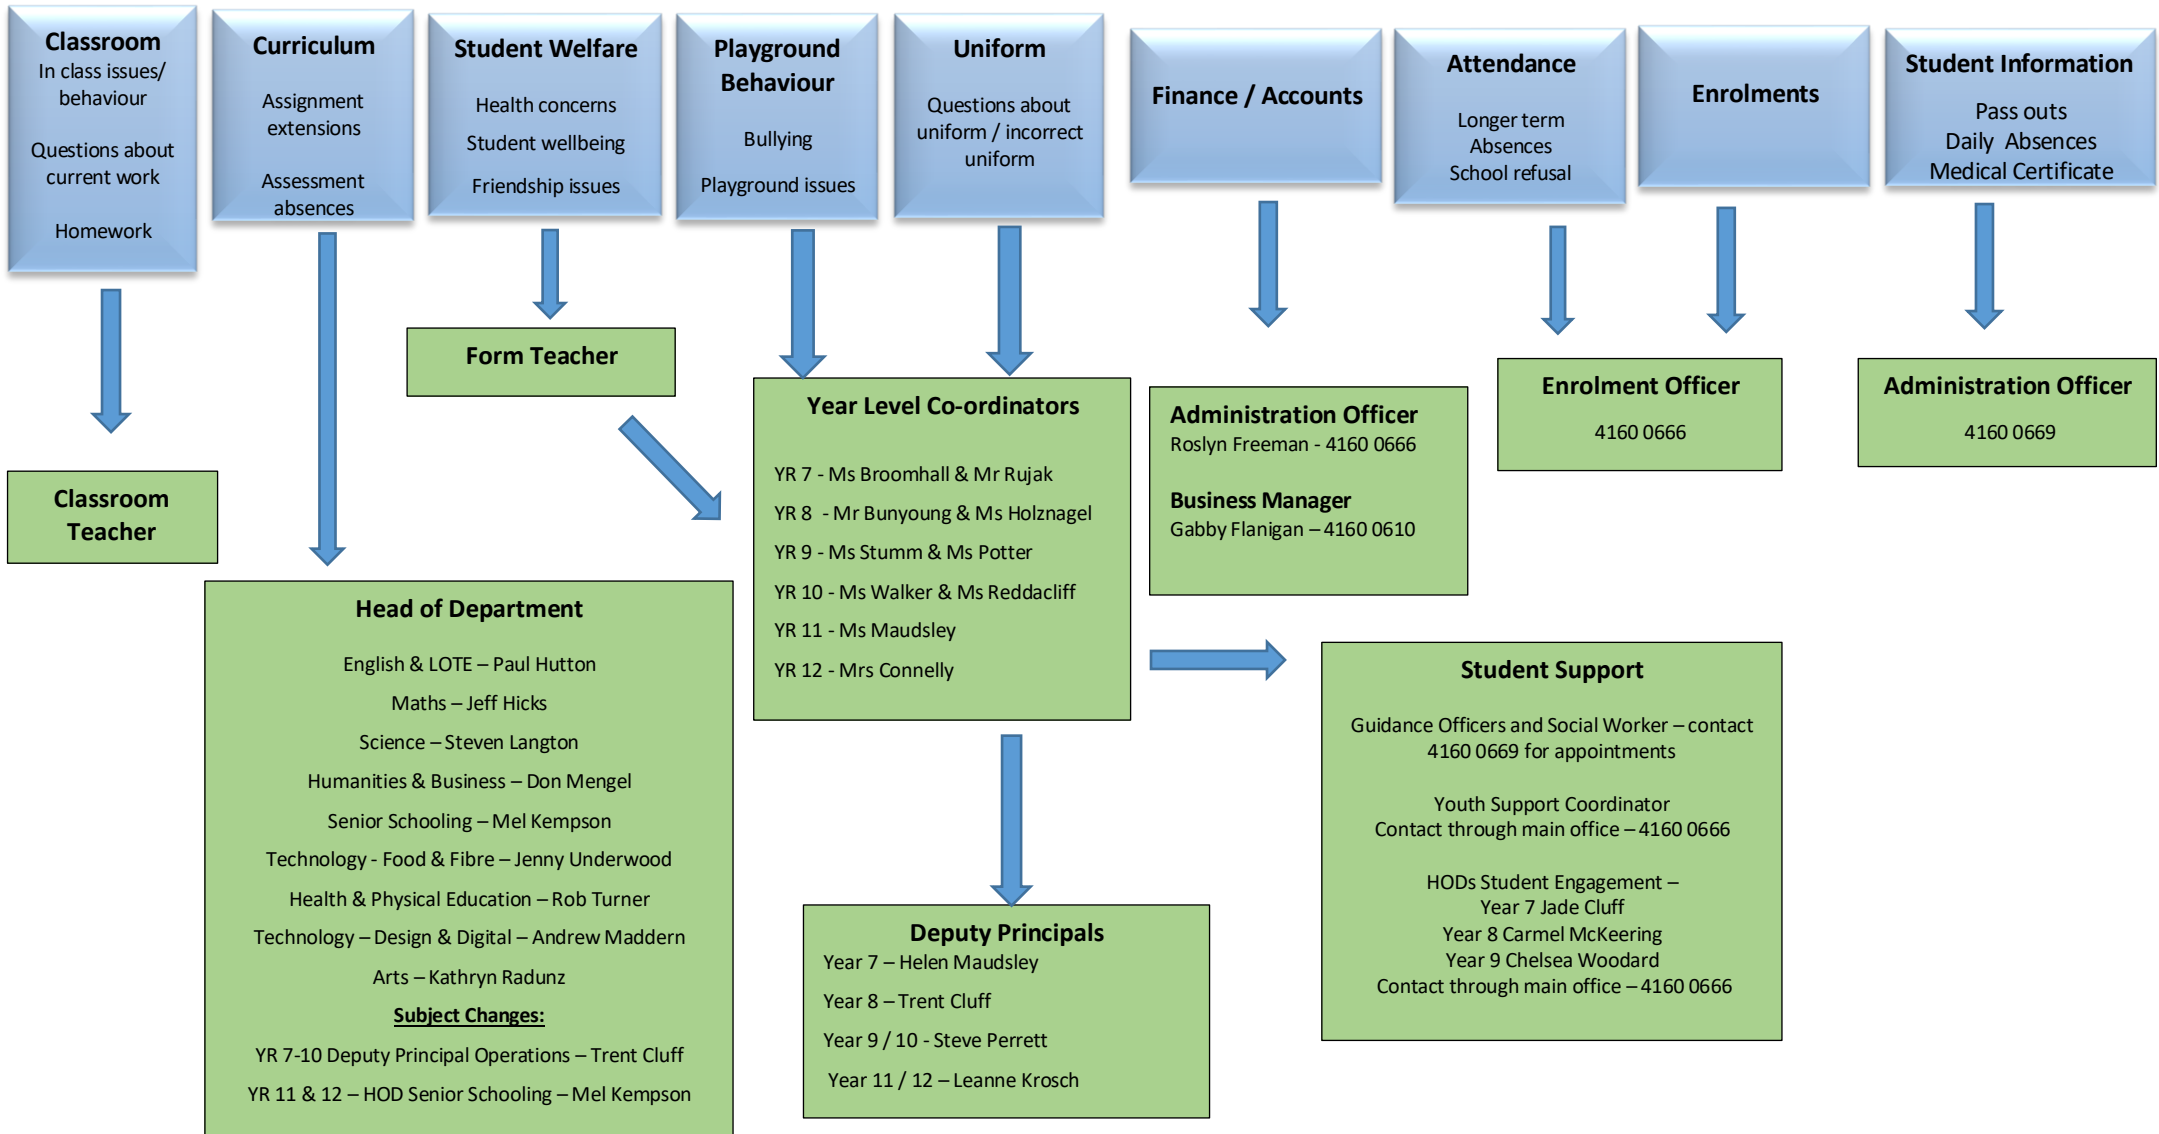 Classroom
In class issues/
behaviour
Questions about
current work
Homework
Curriculum
Assignment
extensions
Assessment
absences
Student Welfare
Health concerns
Student wellbeing
Friendship issues
Playground
Behaviour
Bullying
Playground issues
Uniform
Questions about
uniform / incorrect
uniform
Finance / Accounts
Attendance
Longer term
Absences
School refusal
Enrolments
Student Information
Pass outs
Daily Absences
Medical Certificate
Classroom
Teacher
Form Teacher
Year Level Co-ordinators
YR 7 - Ms Broomhall & Mr Rujak
YR 8 - Mr Bunyoung & Ms Holznagel
YR 9 - Ms Stumm & Ms Potter
YR 10 - Ms Walker & Ms Reddacliff
YR 11 - Ms Maudsley
YR 12 - Mrs Connelly
Administration Officer
Roslyn Freeman - 4160 0666
Business Manager
Gabby Flanigan – 4160 0610
Enrolment Officer
4160 0666
Administration Officer
4160 0669
Head of Department
English & LOTE – Paul Hutton
Maths – Jeff Hicks
Science – Steven Langton
Humanities & Business – Don Mengel
Senior Schooling – Mel Kempson
Technology - Food & Fibre – Jenny Underwood
Health & Physical Education – Rob Turner
Technology – Design & Digital – Andrew Maddern
Arts – Kathryn Radunz
Subject Changes:
YR 7-10 Deputy Principal Operations – Trent Cluff
YR 11 & 12 – HOD Senior Schooling – Mel Kempson
Deputy Principals
Year 7 – Helen Maudsley
Year 8 – Trent Cluff
Year 9 / 10 - Steve Perrett
Year 11 / 12 – Leanne Krosch
Student Support
Guidance Officers and Social Worker – contact
4160 0669 for appointments
Youth Support Coordinator
Contact through main office – 4160 0666
HODs Student Engagement –
Year 7 Jade Cluff
Year 8 Carmel McKeering
Year 9 Chelsea Woodard
Contact through main office – 4160 0666